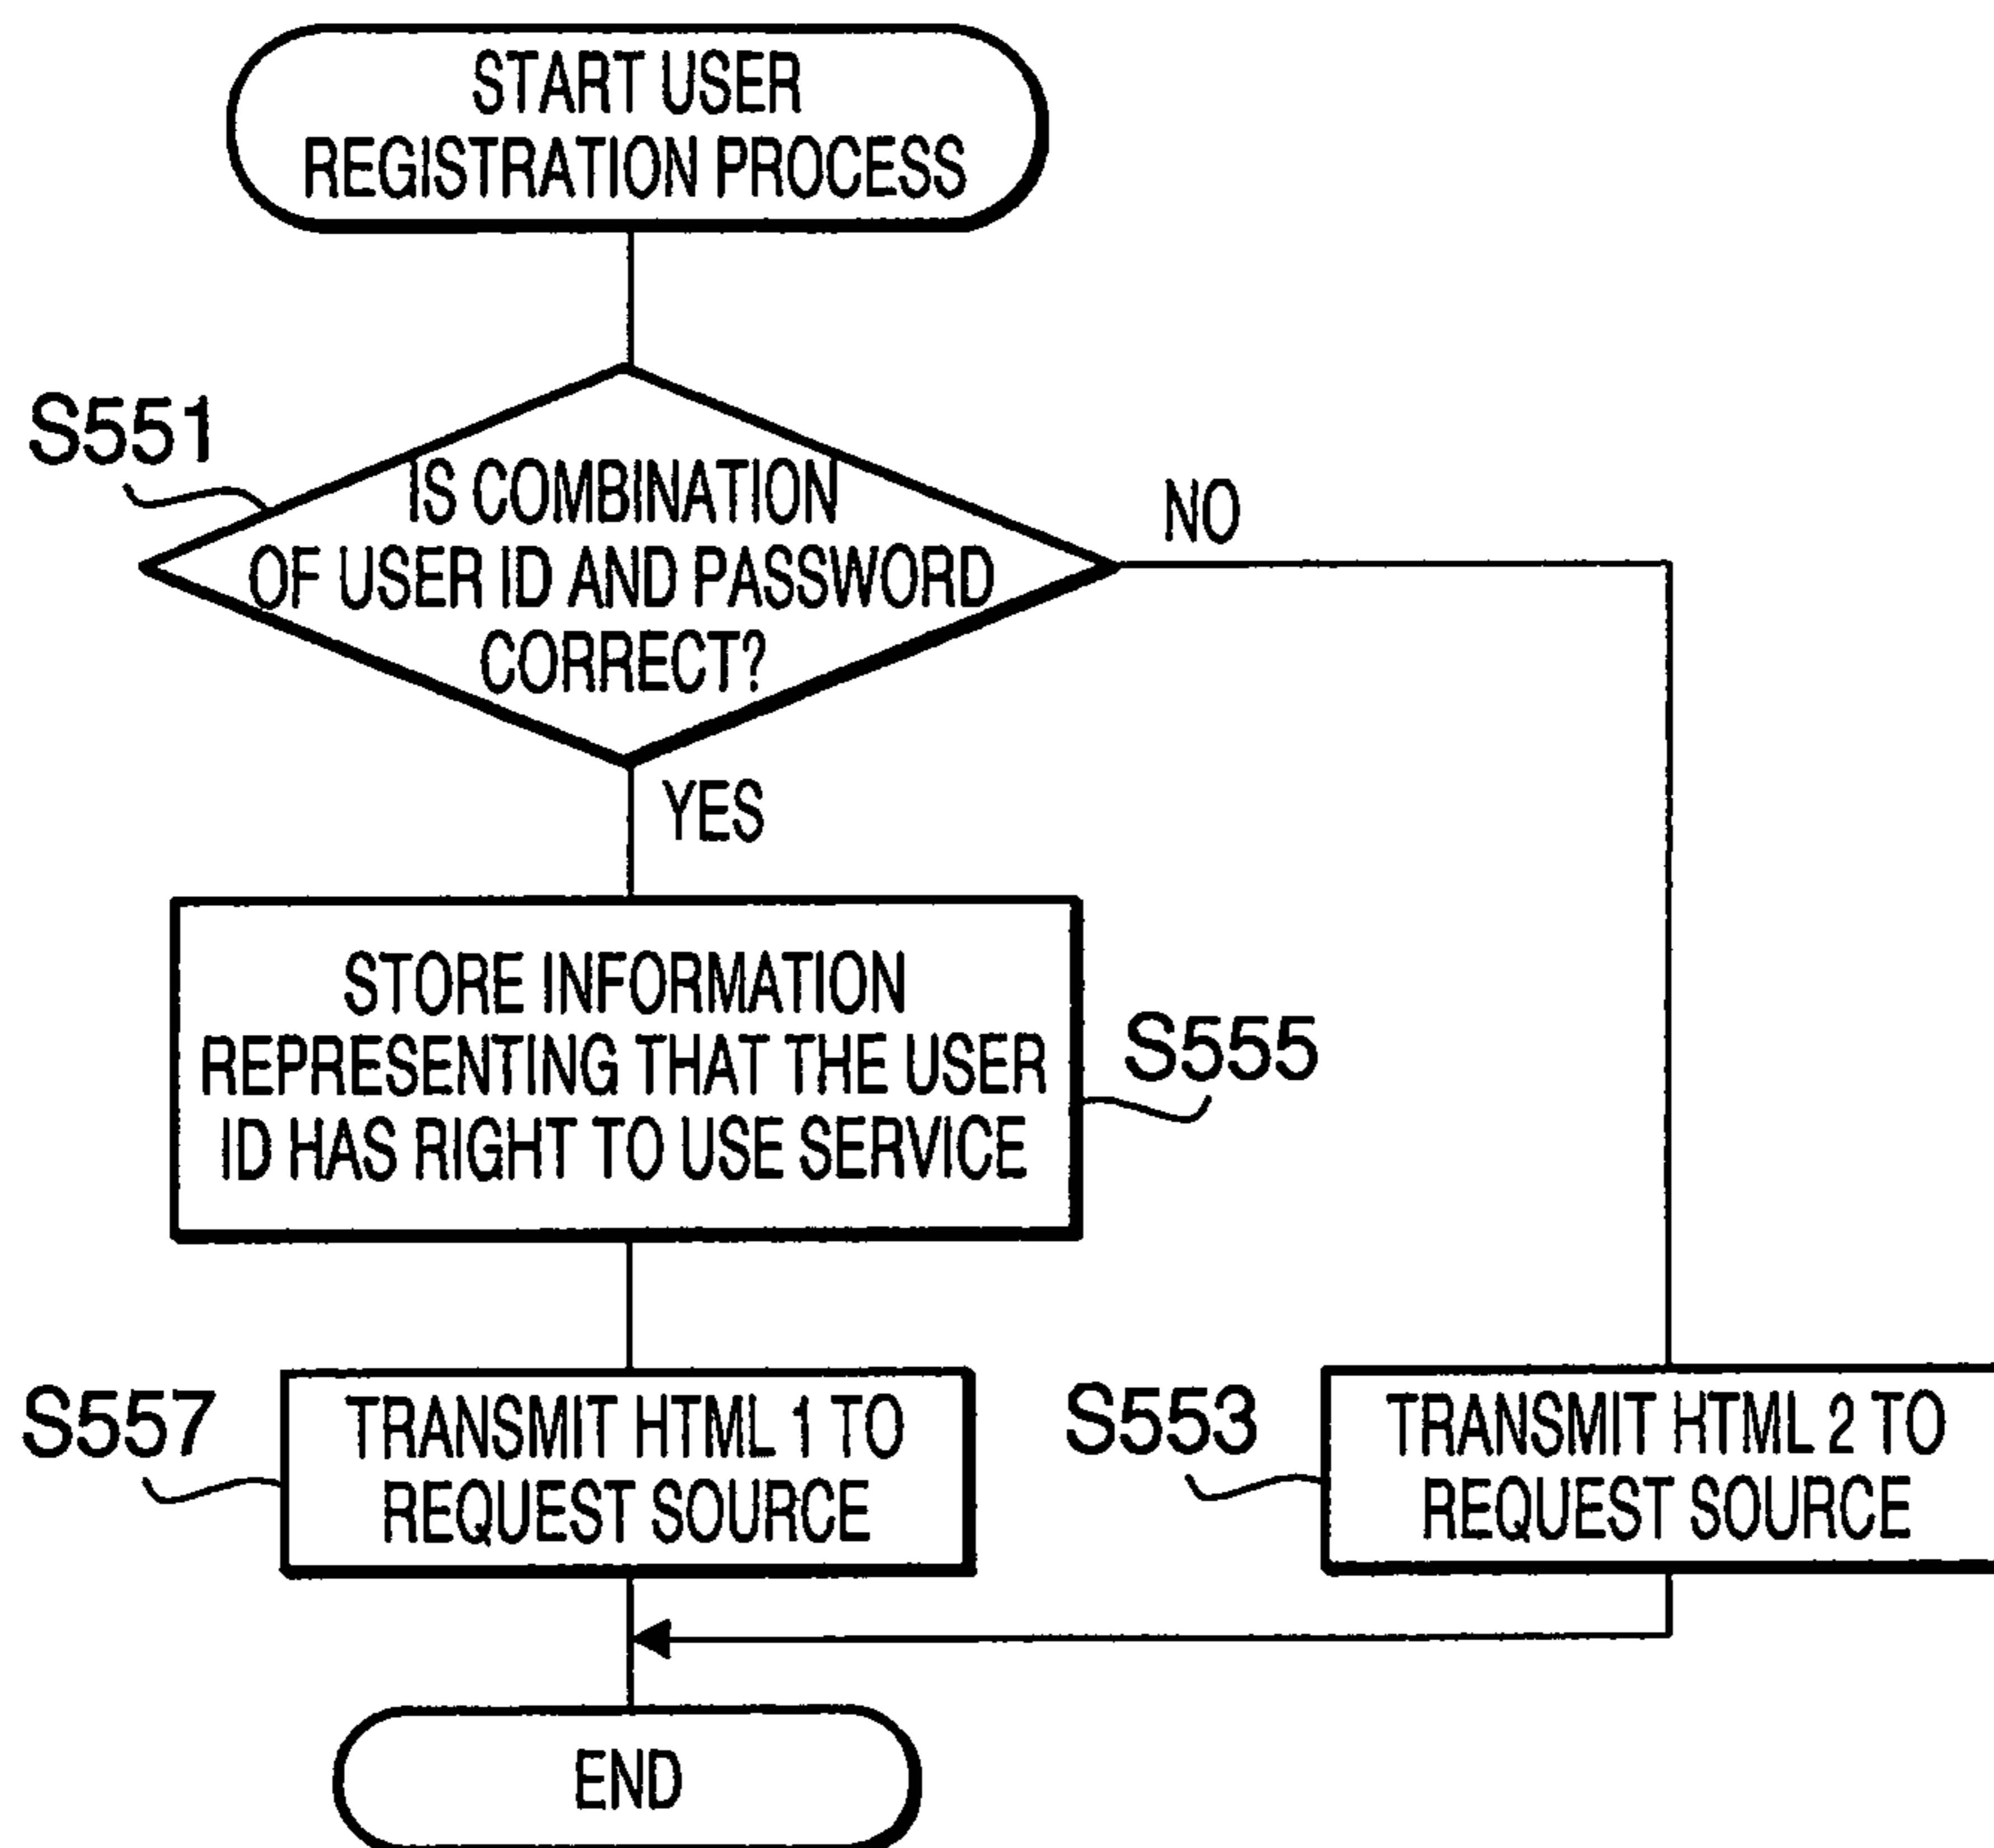 START USER
REGISTRATION PROCESS
S551
IS COMBINATION
OF USER ID AND PASSWORD
CORRECT?
NO
YES
STORE INFORMATION
REPRESENTING THAT THE USER
ID HAS RIGHT TO USE SERVICE
S555
S557
TRANSMIT HTML 1 TO
REQUEST SOURCE
S553
TRANSMIT HTML 2 TO
REQUEST SOURCE
END